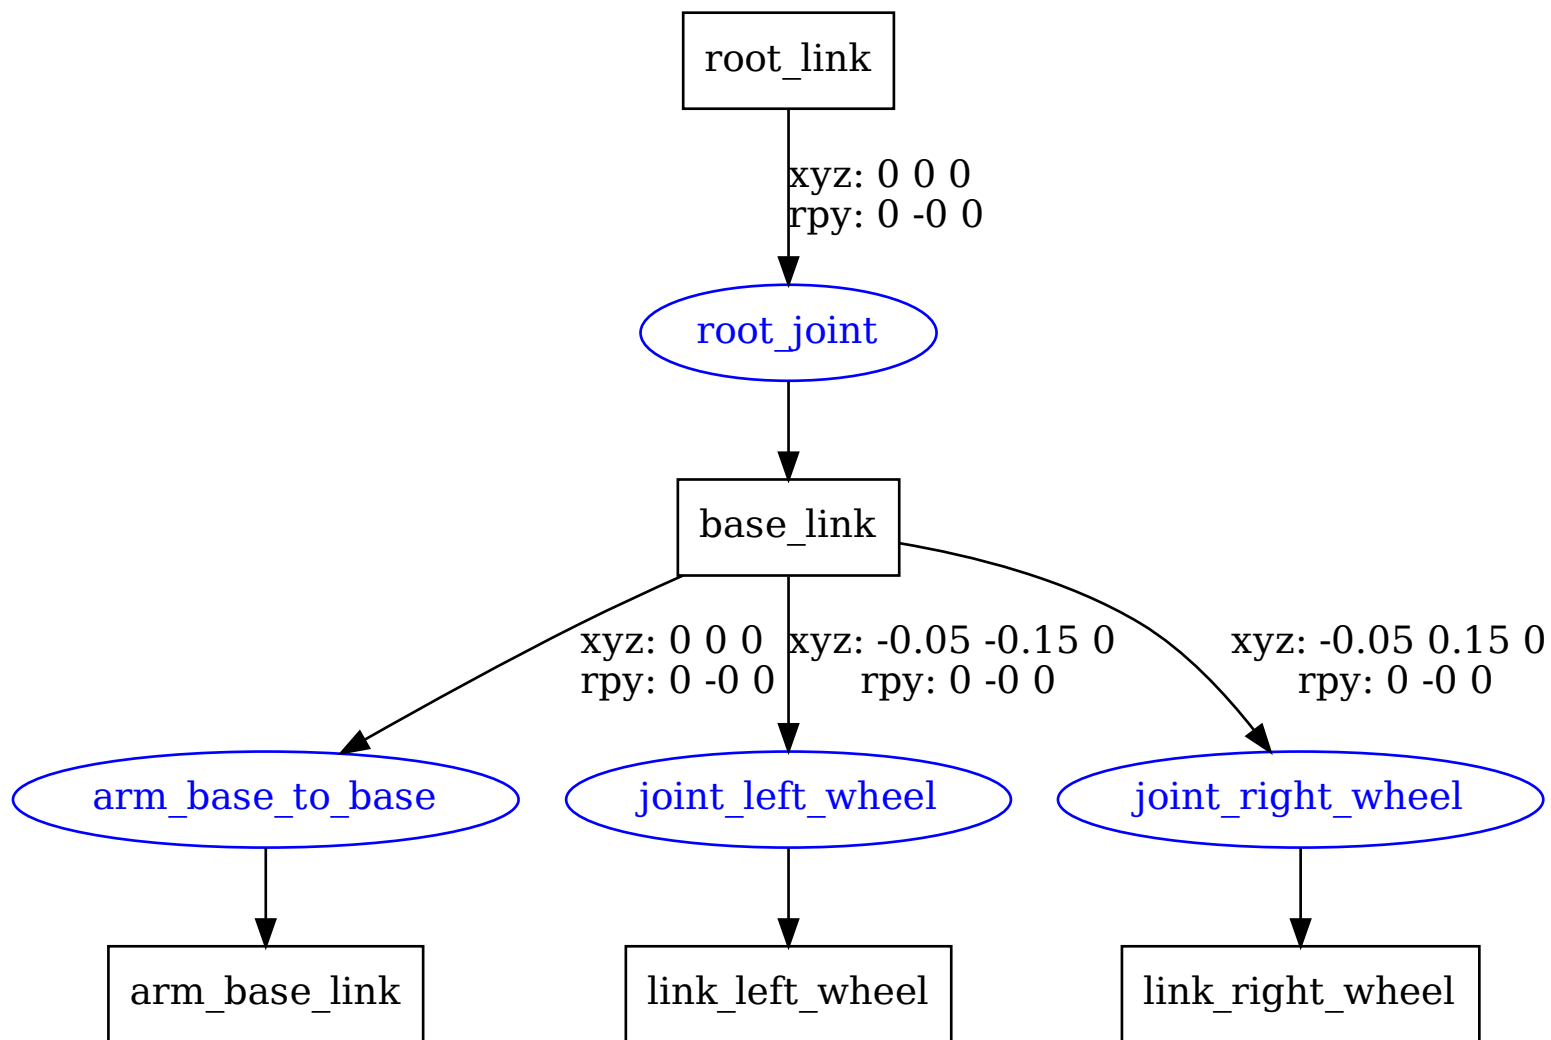 root_link
xyz: 0 0 0
rpy: 0 -0 0
root_joint
base_link
xyz: 0 0 0
rpy: 0 -0 0
xyz: -0.05 -0.15 0
rpy: 0 -0 0
xyz: -0.05 0.15 0
rpy: 0 -0 0
arm_base_to_base
joint_left_wheel
joint_right_wheel
arm_base_link
link_left_wheel
link_right_wheel